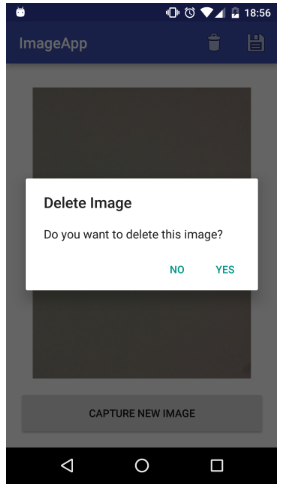 18:56
ImageApp
Delete Image
Do you want to delete this image?
NO YES
CAPTURE NEW IMAGE